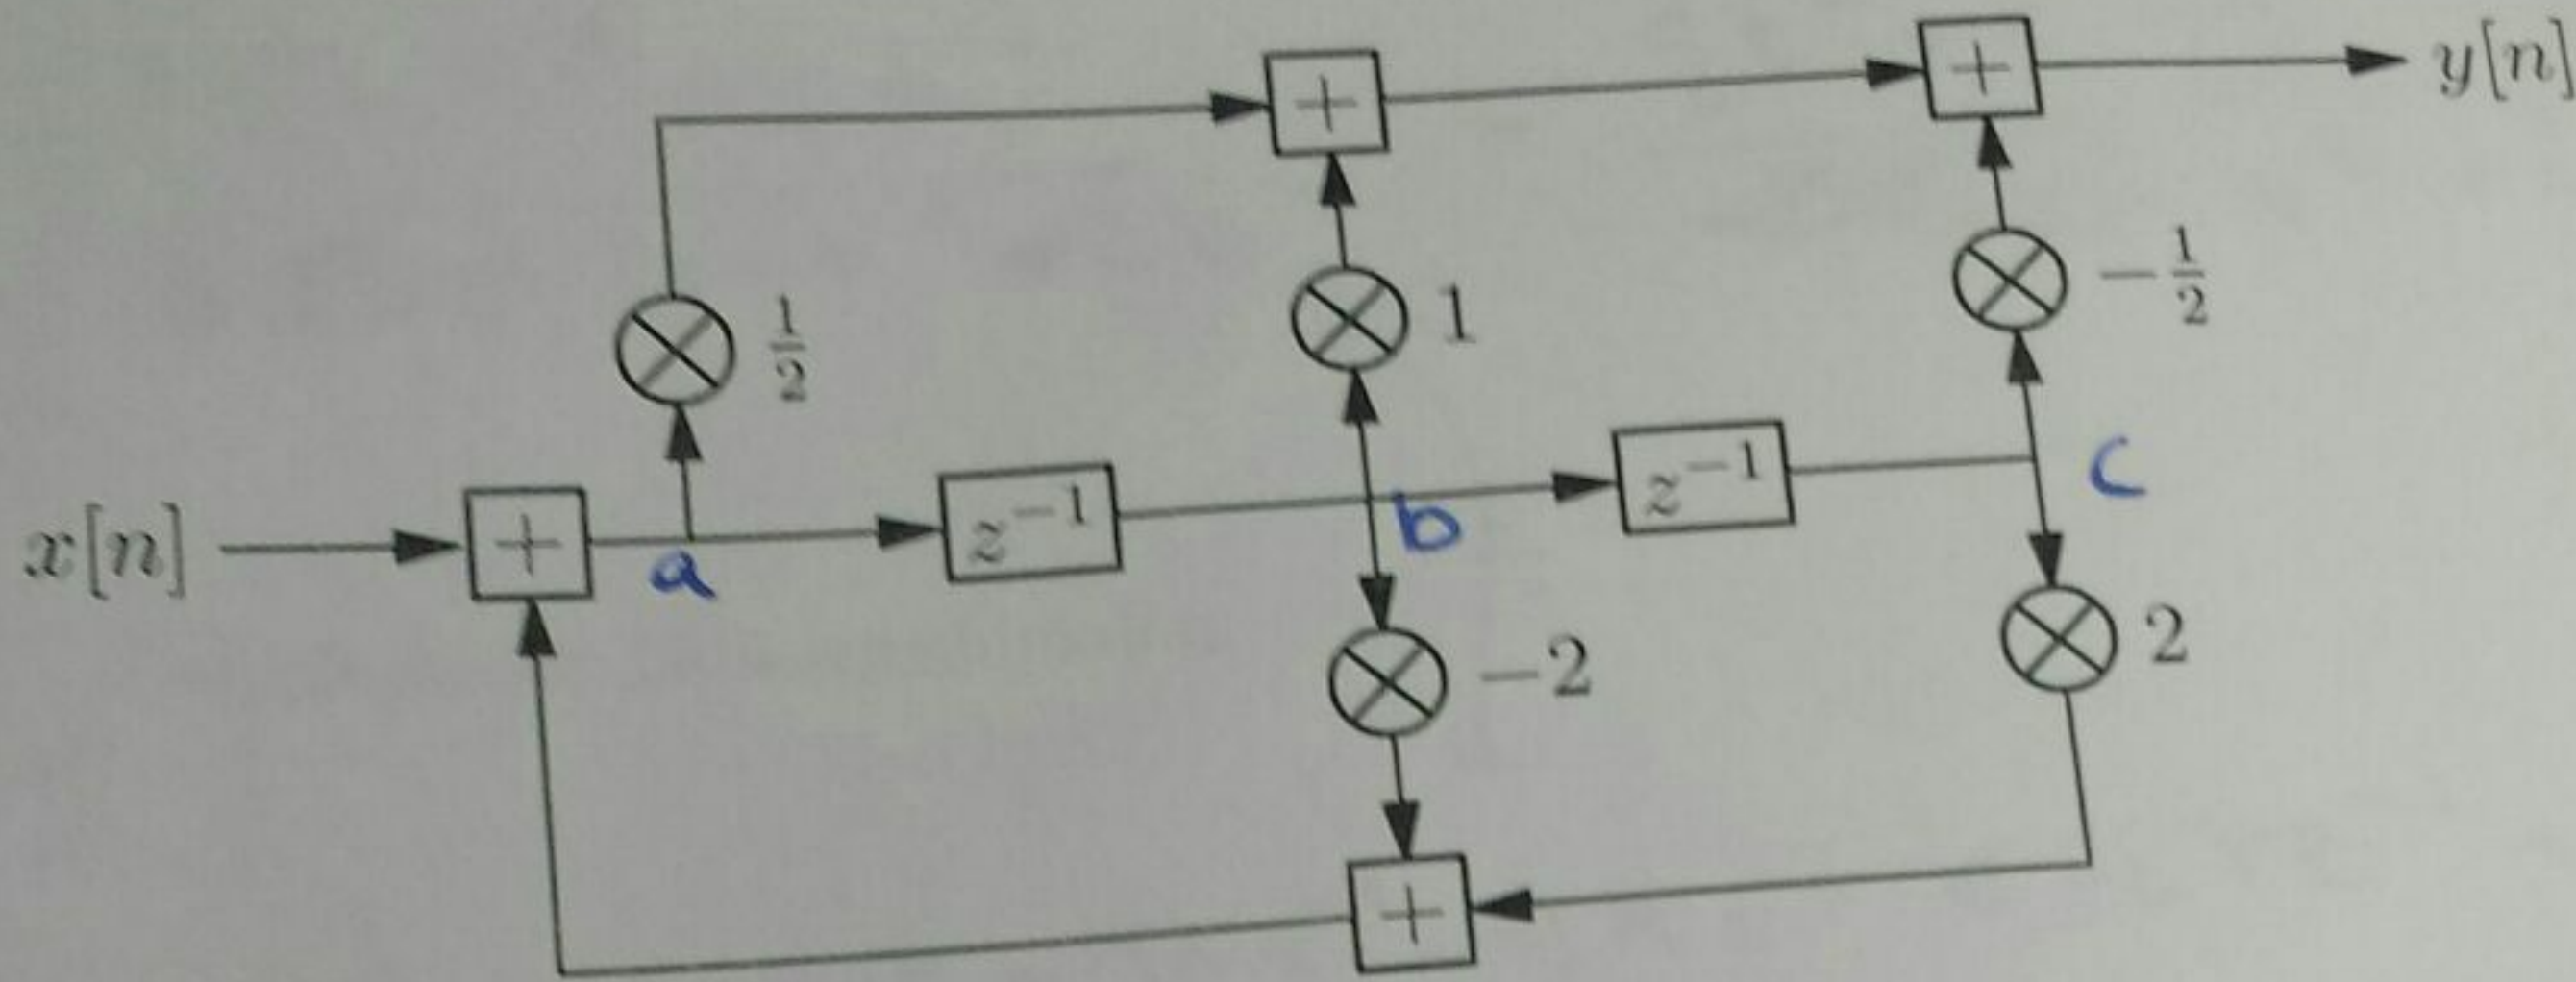 + + y[n]
1/2 1 -1/2
x[n] + a z^{-1} b z^{-1} c
-2 2
+